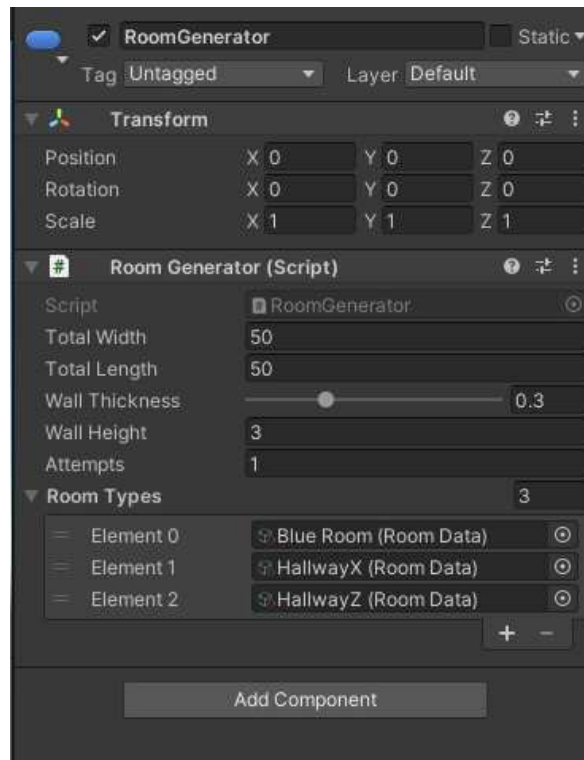 RoomGenerator Static
Tag Untagged Layer Default
Transform
Position X 0 Y 0 Z 0
Rotation X 0 Y 0 Z 0
Scale X 1 Y 1 Z 1
# Room Generator (Script)
Script # RoomGenerator
Total Width 50
Total Length 50
Wall Thickness 0.3
Wall Height 3
Attempts 1
Room Types 3
Element 0 Blue Room (Room Data)
Element 1 HallwayX (Room Data)
Element 2 HallwayZ (Room Data)
+ −
Add Component